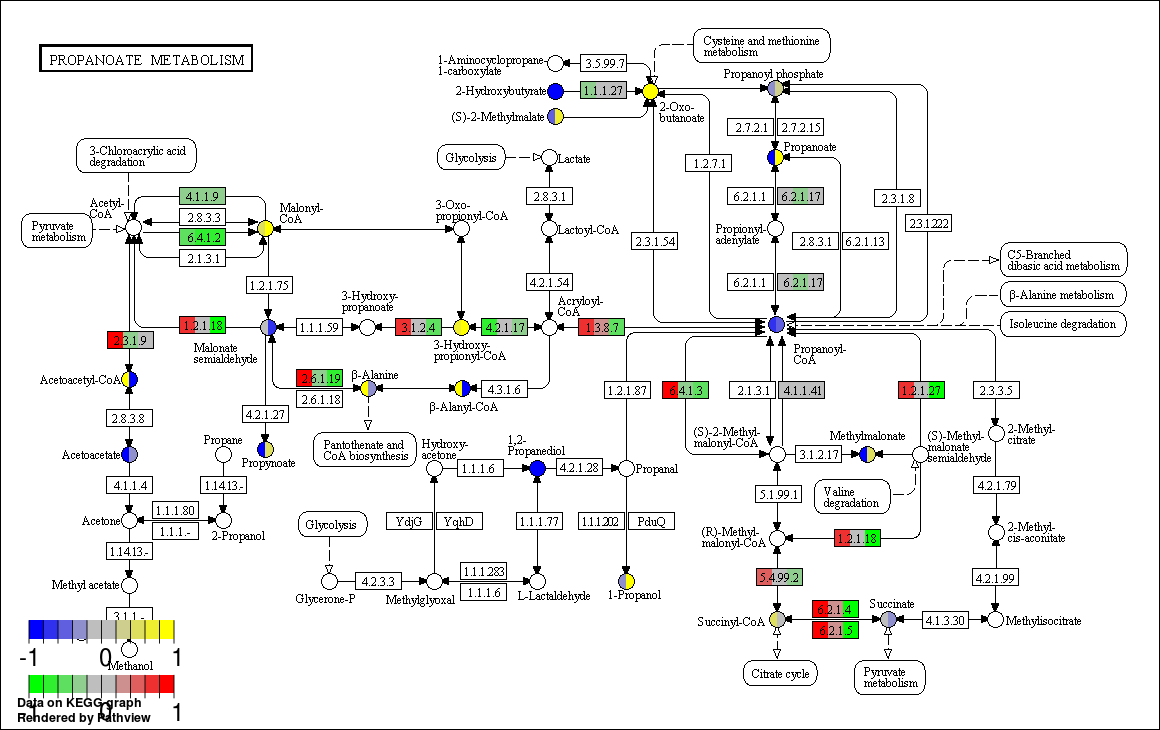 PROPANOATE METABOLISM
Cysteine and methionine
metabolism
1-Aminocyclopropane
1-carboxylate
3.5.99.7
Propanoyl phosphate
2-Hydroxybutyrate
1.1.1.27
2-Oxo-
butanoate
(S)-2-Methylmalate
2.7.2.1
2.7.2.15
3-Chloroacrylic acid
degradation
Glycolysis
Lactate
1.2.7.1
Propanoate
Acetyl-
CoA
4.1.1.9
2.8.3.3
6.4.1.2
2.1.3.1
Malonyl-
CoA
3-Oxo-
propionyl-CoA
2.8.3.1
6.2.1.1
6.2.1.17
2.3.1.8
2.3.1.222
Pyruvate
metabolism
Lactoyl-CoA
2.3.1.54
Propionyl-
adenylate
2.8.3.1
6.2.1.13
C5-Branched
dibasic acid metabolism
1.2.1.75
4.2.1.54
6.2.1.1
6.2.1.17
β-Alanine metabolism
3-Hydroxy-
propanoate
Acryloyl-
CoA
Isoleucine degradation
1.2.1.18
1.1.1.59
3.1.2.4
4.2.1.17
1.3.8.7
2.3.1.9
Malonate
semialdehyde
3-Hydroxy-
propionyl-CoA
Propanoyl-
CoA
Acetoacetyl-CoA
2.6.1.19
2.6.1.18
β-Alanine
β-Alanyl-CoA
4.3.1.6
1.2.1.87
6.4.1.3
2.1.3.1
4.1.1.41
1.2.1.27
2.3.3.5
2.8.3.8
4.2.1.27
Pantothenate and
CoA biosynthesis
Hydroxy-
acetone
1,2-
Propanediol
(S)-2-Methyl-
malonyl-CoA
Methylmalonate
(S)-Methyl-
malonate
semialdehyde
2-Methyl-
citrate
Acetoacetate
Propane
Propynoate
1.1.1.6
4.2.1.28
Propanal
3.1.2.17
4.1.1.4
1.14.13.-
5.1.99.1
Valine
degradation
4.2.1.79
Acetone
1.1.1.80
1.1.1.-
2-Propanol
Glycolysis
YdjG
YqhD
1.1.1.77
1.1.1.202
PduQ
(R)-Methyl-
malonyl-CoA
1.2.1.18
2-Methyl-
cis-aconitate
1.14.13.-
Methyl acetate
Glycerone-P
4.2.3.3
Methylglyoxal
1.1.1.283
1.1.1.6
L-Lactaldehyde
1-Propanol
5.4.99.2
4.2.1.99
3.1.1.-
Succinyl-CoA
6.2.1.4
6.2.1.5
Succinate
4.1.3.30
Methylisocitrate
-1 0 1
Methanol
Citrate cycle
Pyruvate
metabolism
-1 0 1
Data on KEGG graph
Rendered by Pathview